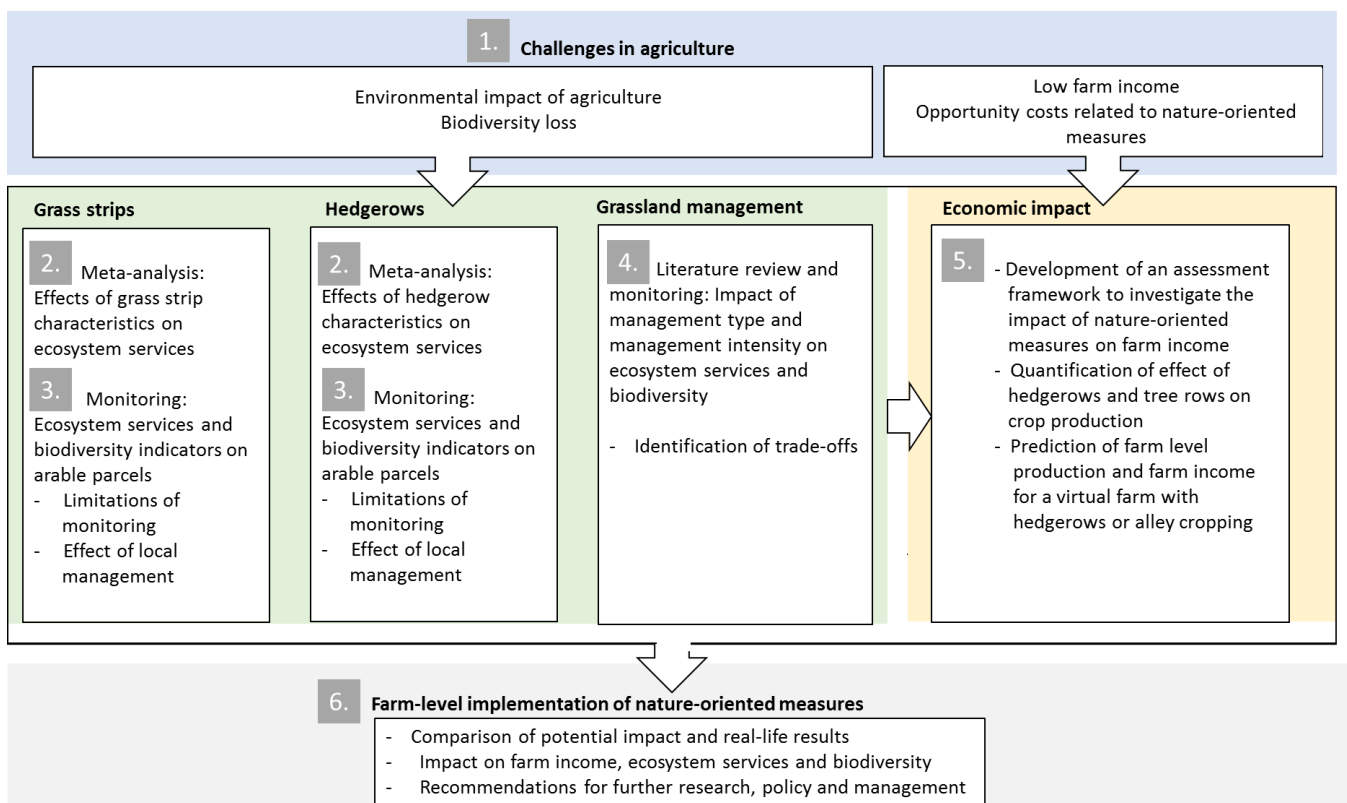 1. Challenges in agriculture
Environmental impact of agriculture
Biodiversity loss
Low farm income
Opportunity costs related to nature-oriented
measures
Grass strips
2. Meta-analysis:
Effects of grass strip
characteristics on
ecosystem services
3. Monitoring:
Ecosystem services and
biodiversity indicators on
arable parcels
- Limitations of
monitoring
- Effect of local
management
Hedgerows
2. Meta-analysis:
Effects of hedgerow
characteristics on
ecosystem services
3. Monitoring:
Ecosystem services and
biodiversity indicators on
arable parcels
- Limitations of
monitoring
- Effect of local
management
Grassland management
4. Literature review and
monitoring: Impact of
management type and
management intensity on
ecosystem services and
biodiversity
- Identification of trade-offs
Economic impact
5. - Development of an assessment
framework to investigate the
impact of nature-oriented
measures on farm income
- Quantification of effect of
hedgerows and tree rows on
crop production
- Prediction of farm level
production and farm income
for a virtual farm with
hedgerows or alley cropping
6. Farm-level implementation of nature-oriented measures
- Comparison of potential impact and real-life results
- Impact on farm income, ecosystem services and biodiversity
- Recommendations for further research, policy and management